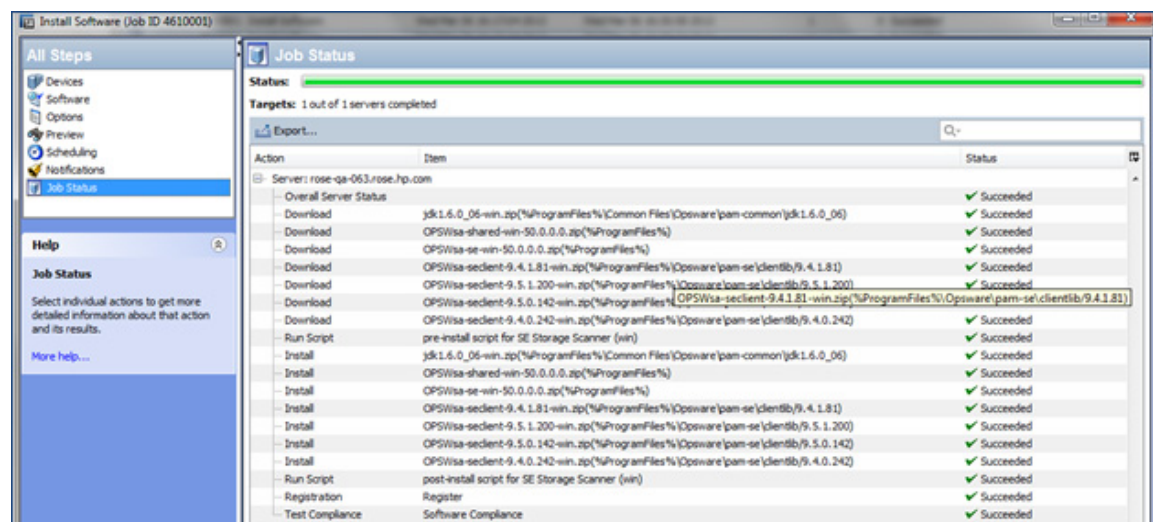 Install Software (Job ID 4610001)
All Steps
Devices
Software
Options
Preview
Scheduling
Notifications
Job Status
Help
Job Status
Select individual actions to get more
detailed information about that action
and its results.
More help...
Job Status
Status:
Targets: 1 out of 1 servers completed
Export...
Action Item Status
Server: rose-qa-063.rose.hp.com
Overall Server Status Succeeded
Download jdk1.6.0_06-win.zip(%ProgramFiles%\Common Files\Opsware\pam-common\jdk1.6.0_06) Succeeded
Download OPSWsa-shared-win-50.0.0.0.zip(%ProgramFiles%) Succeeded
Download OPSWsa-se-win-50.0.0.0.zip(%ProgramFiles%) Succeeded
Download OPSWsa-seclient-9.4.1.81-win.zip(%ProgramFiles%\Opsware\pam-se\clientlib/9.4.1.81) Succeeded
Download OPSWsa-seclient-9.5.1.200-win.zip(%ProgramFiles%\Opsware\pam-se\clientlib/9.5.1.200) Succeeded
Download OPSWsa-seclient-9.5.0.142-win.zip(%ProgramFiles%
OPSWsa-seclient-9.4.1.81-win.zip(%ProgramFiles%\Opsware\pam-se\clientlib/9.4.1.81)
Download OPSWsa-seclient-9.4.0.242-win.zip(%ProgramFiles%\Opsware\pam-se\clientlib/9.4.0.242) Succeeded
Run Script pre-install script for SE Storage Scanner (win) Succeeded
Install jdk1.6.0_06-win.zip(%ProgramFiles%\Common Files\Opsware\pam-common\jdk1.6.0_06) Succeeded
Install OPSWsa-shared-win-50.0.0.0.zip(%ProgramFiles%) Succeeded
Install OPSWsa-se-win-50.0.0.0.zip(%ProgramFiles%) Succeeded
Install OPSWsa-seclient-9.4.1.81-win.zip(%ProgramFiles%\Opsware\pam-se\clientlib/9.4.1.81) Succeeded
Install OPSWsa-seclient-9.5.1.200-win.zip(%ProgramFiles%\Opsware\pam-se\clientlib/9.5.1.200) Succeeded
Install OPSWsa-seclient-9.5.0.142-win.zip(%ProgramFiles%\Opsware\pam-se\clientlib/9.5.0.142) Succeeded
Install OPSWsa-seclient-9.4.0.242-win.zip(%ProgramFiles%\Opsware\pam-se\clientlib/9.4.0.242) Succeeded
Run Script post-install script for SE Storage Scanner (win) Succeeded
Registration Register Succeeded
Test Compliance Software Compliance Succeeded